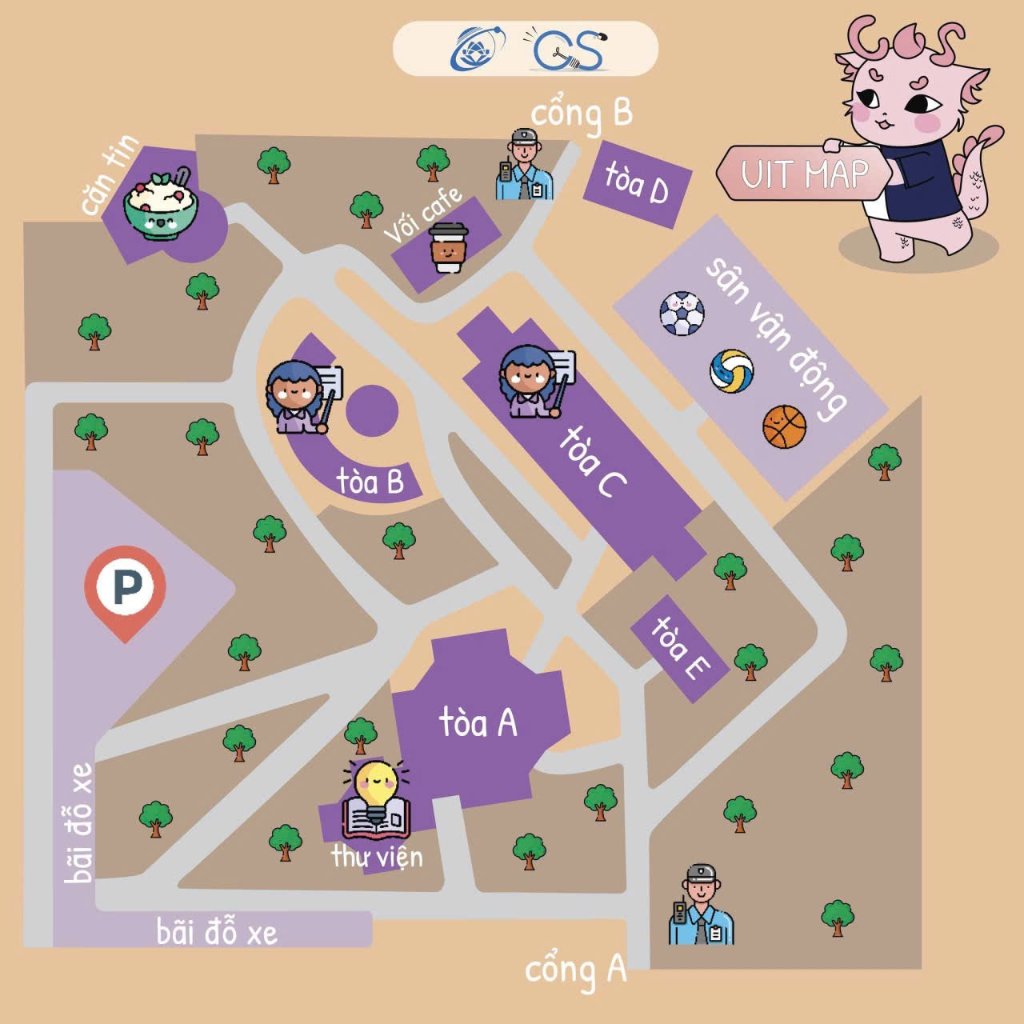 CS
cổng B
UIT MAP
căn tin
Vối cafe
tòa D
sân vận động
tòa B
tòa C
P
tòa E
tòa A
bãi đỗ xe
thư viện
bãi đỗ xe
cổng A